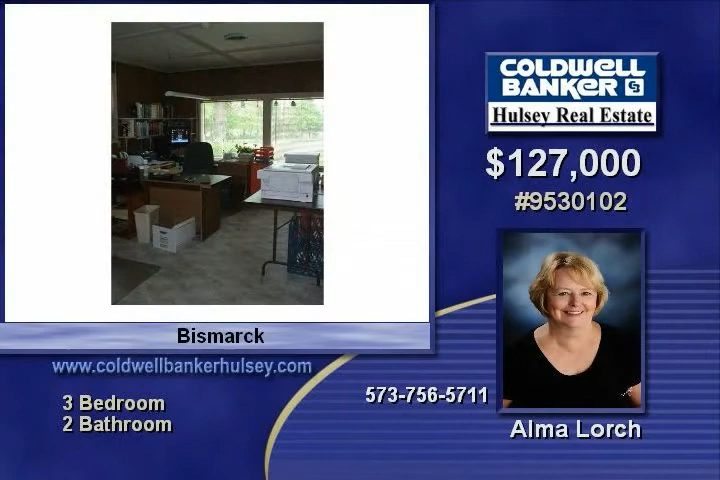 COLDWELL
BANKER CB
Hulsey Real Estate
$127,000
#9530102
Bismarck
www.coldwellbankerhulsey.com
3 Bedroom
2 Bathroom
573-756-5711
Alma Lorch